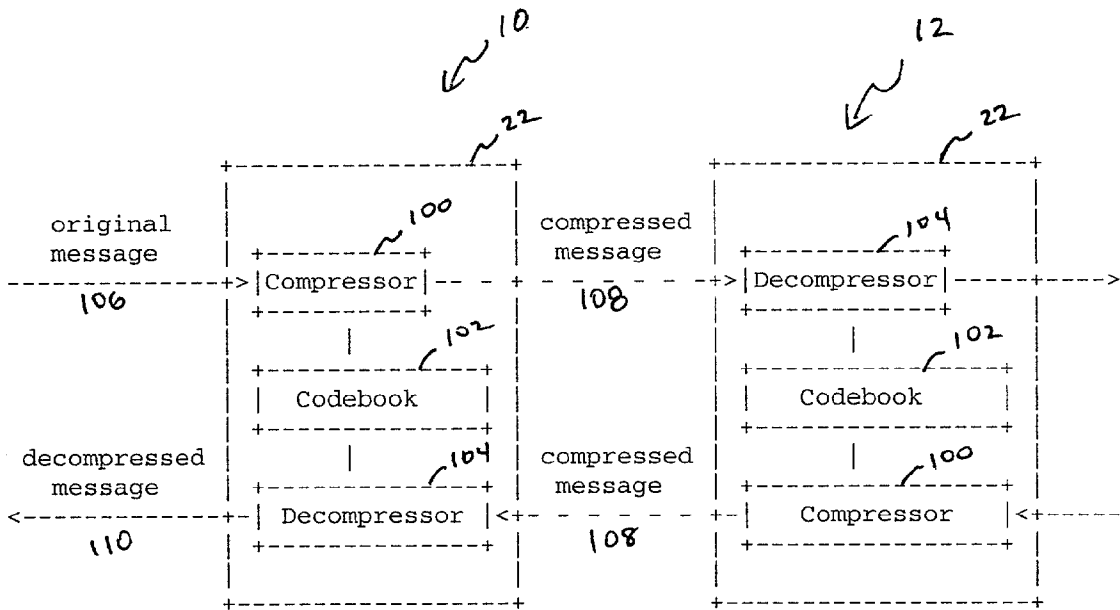 10
12
22
22
original
message
100
compressed
message
104
106
Compressor
108
Decompressor
102
102
Codebook
Codebook
decompressed
message
104
compressed
message
100
110
Decompressor
108
Compressor